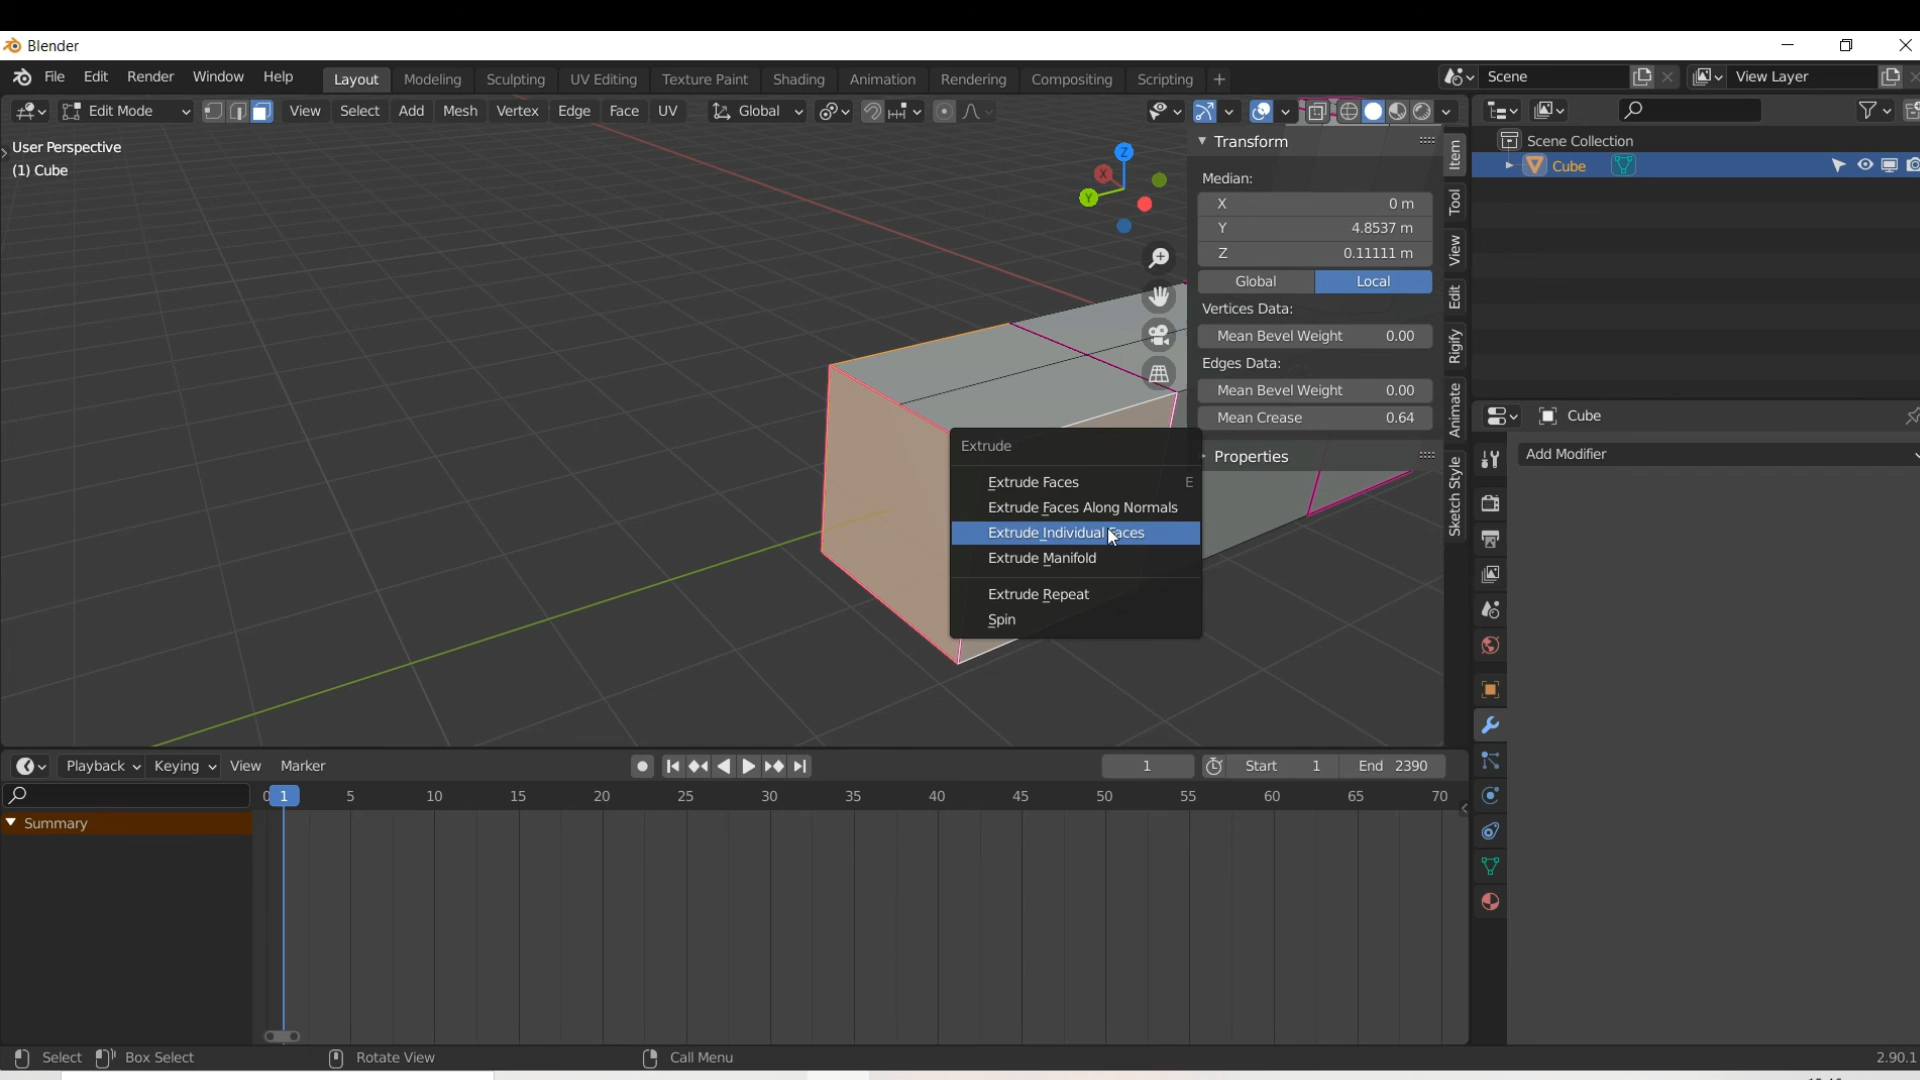 Blender
File Edit Render Window Help Layout Modeling Sculpting UV Editing Texture Paint Shading Animation Rendering Compositing Scripting + Scene View Layer
Edit Mode View Select Add Mesh Vertex Edge Face UV Global
User Perspective
(1) Cube
Z
X
Y
Transform
Median:
X 0 m
Y 4.8537 m
Z 0.11111 m
Global Local
Vertices Data:
Mean Bevel Weight 0.00
Edges Data:
Mean Bevel Weight 0.00
Mean Crease 0.64
Properties
Item
Tool
View
Edit
Rigify
Animate
Sketch Style
Extrude
Extrude Faces E
Extrude Faces Along Normals
Extrude Individual Faces
Extrude Manifold
Extrude Repeat
Spin
Scene Collection
Cube
Cube
Add Modifier
Playback Keying View Marker 1 Start 1 End 2390
0 1 5 10 15 20 25 30 35 40 45 50 55 60 65 70
Summary
Select Box Select Rotate View Call Menu 2.90.1